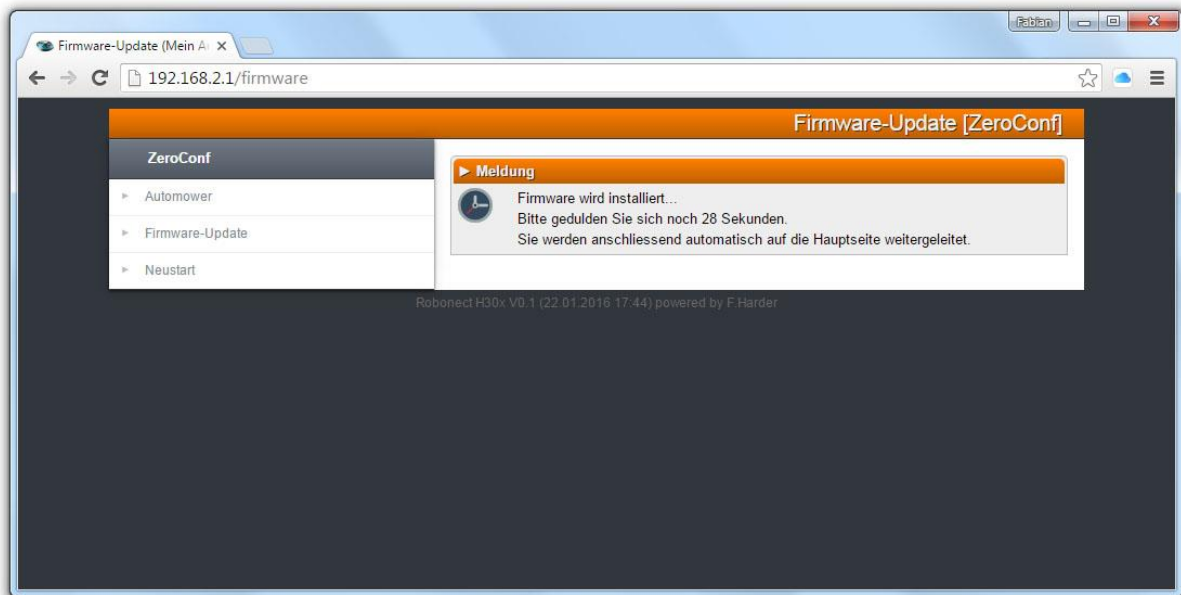 Fabian
Firmware-Update (Mein A
192.168.2.1/firmware
Firmware-Update [ZeroConf]
ZeroConf
Automower
Firmware-Update
Neustart
Meldung
Firmware wird installiert...
Bitte gedulden Sie sich noch 28 Sekunden.
Sie werden anschliessend automatisch auf die Hauptseite weitergeleitet.
Robonect H30x V0.1 (22.01.2016 17:44) powered by F.Harder